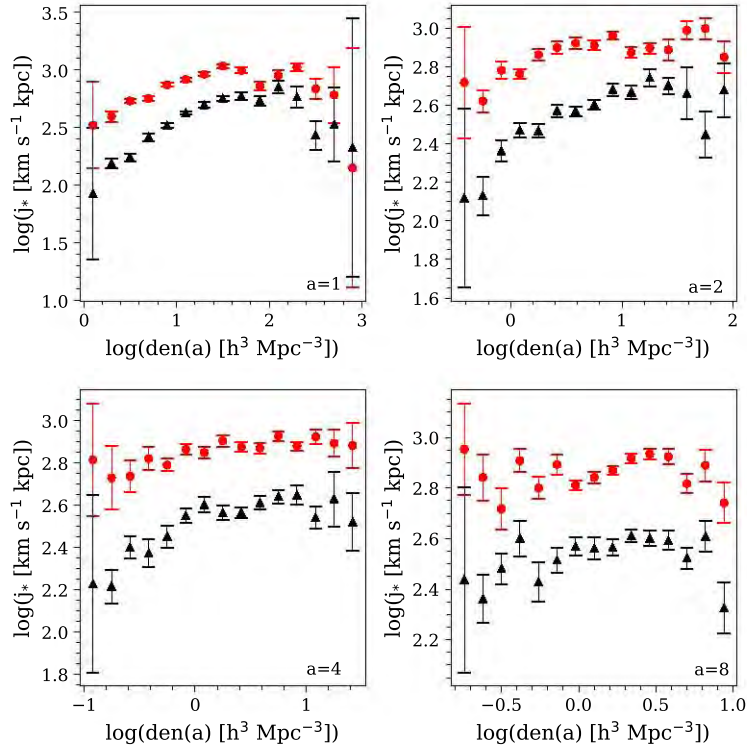 3.5
3.0
2.5
2.0
1.5
1.0
log(j* [km s⁻¹ kpc])
0 1 2 3
a=1
log(den(a) [h³ Mpc⁻³])
3.0
2.8
2.6
2.4
2.2
2.0
1.8
1.6
log(j* [km s⁻¹ kpc])
0 1 2
a=2
log(den(a) [h³ Mpc⁻³])
3.0
2.8
2.6
2.4
2.2
2.0
1.8
log(j* [km s⁻¹ kpc])
−1 0 1
a=4
log(den(a) [h³ Mpc⁻³])
3.0
2.8
2.6
2.4
2.2
log(j* [km s⁻¹ kpc])
−0.5 0.0 0.5 1.0
a=8
log(den(a) [h³ Mpc⁻³])